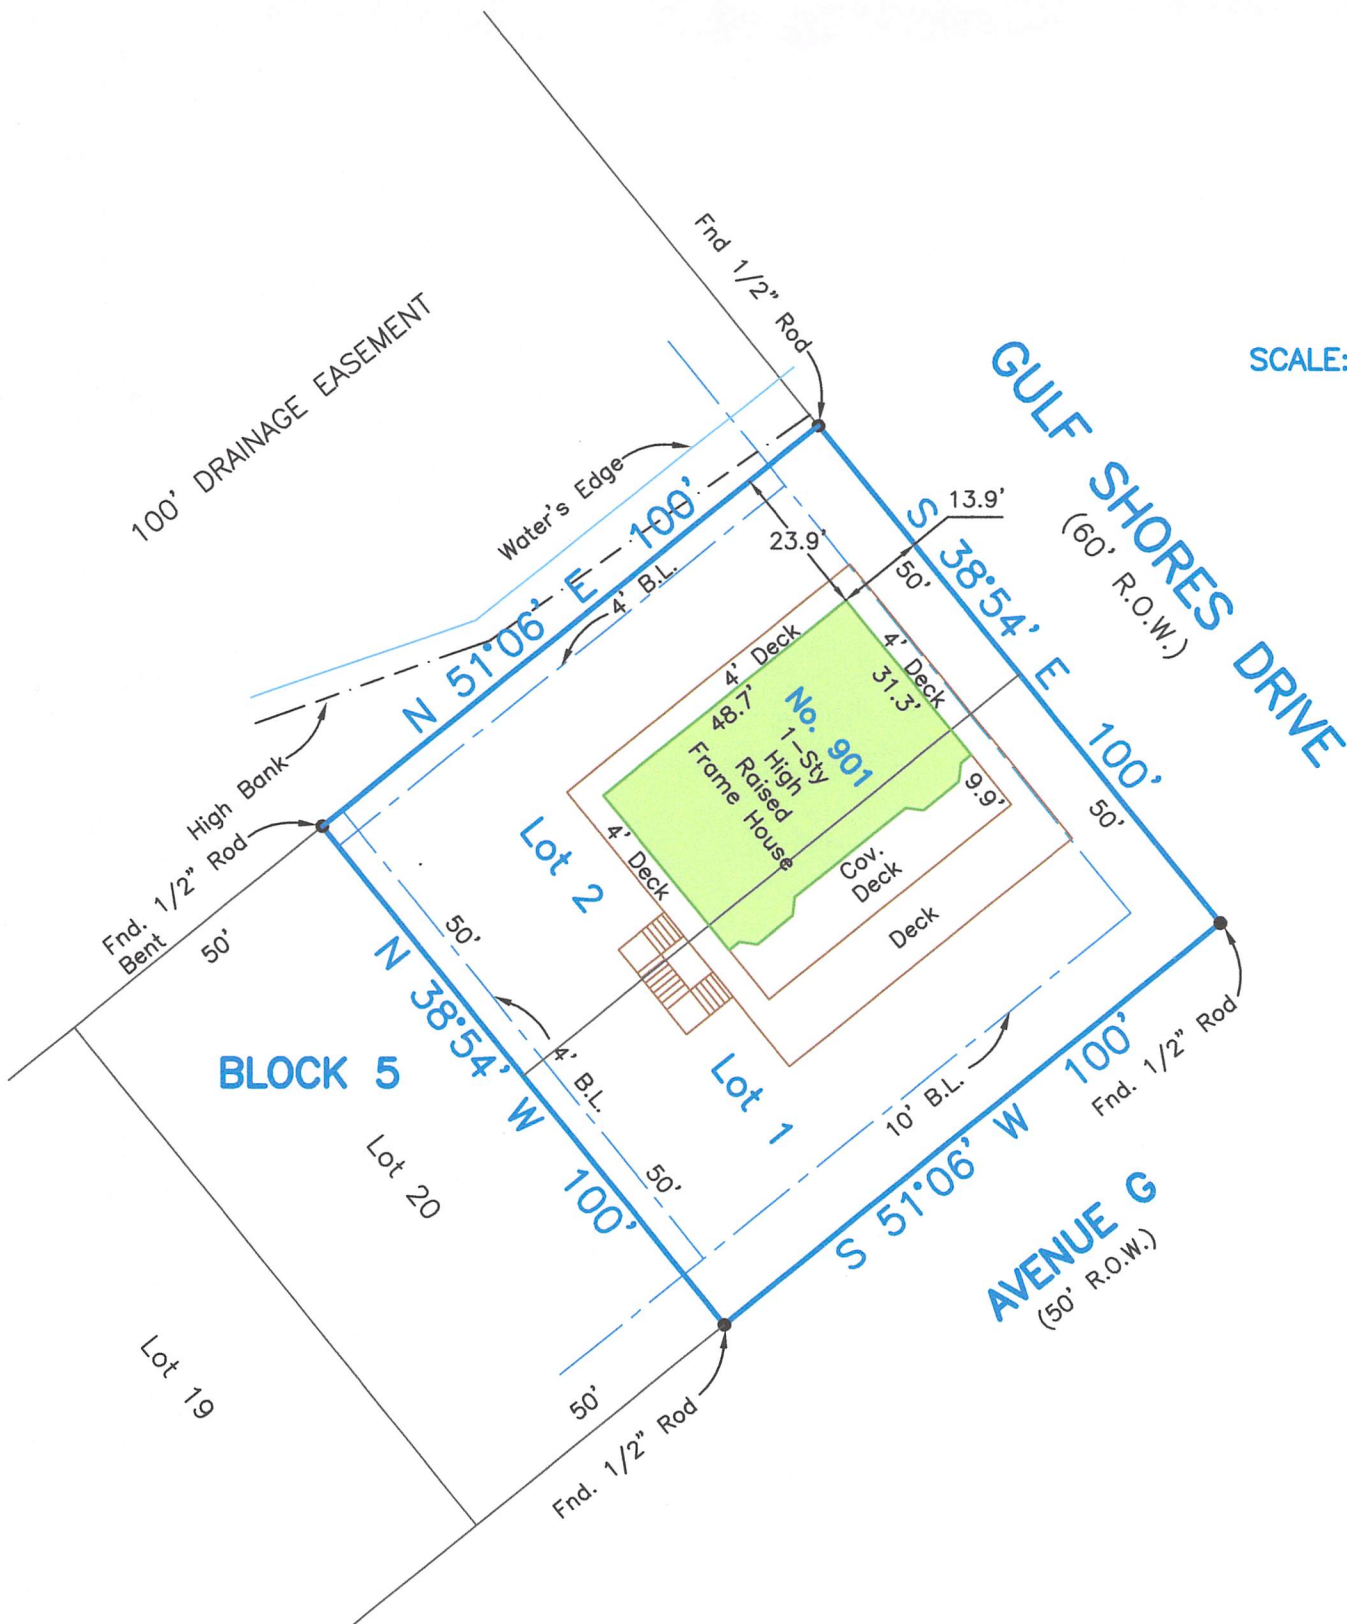 Fnd 1/2" Rod
100' DRAINAGE EASEMENT
SCALE:
GULF SHORES DRIVE
(60' R.O.W.)
Water's Edge
N 51°06' E 100'
4' B.L.
23.9'
13.9'
S 38°54' E 100'
50'
50'
High Bank
Fnd. 1/2" Rod
Bent
50'
4' Deck
48.7'
4' Deck
31.3'
No. 901
1-Sty
High
Raised
Frame House
9.9'
Cov.
Deck
Deck
4' Deck
Lot 2
50'
N 38°54' W 100'
4' B.L.
50'
Lot 1
10' B.L.
S 51°06' W 100'
Fnd. 1/2" Rod
AVENUE G
(50' R.O.W.)
BLOCK 5
Lot 20
Lot 19
50'
Fnd. 1/2" Rod